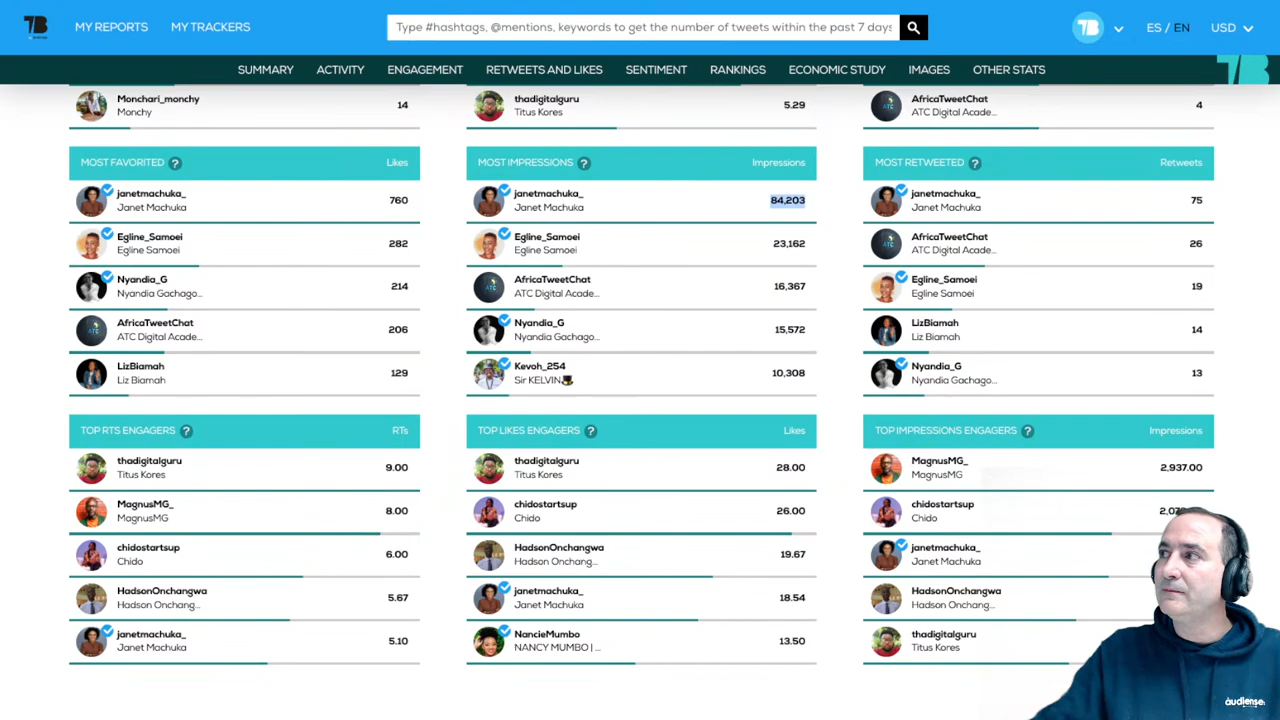 7B
MY REPORTS
MY TRACKERS
Type #hashtags, @mentions, keywords to get the number of tweets within the past 7 days
7B
ES / EN
USD
SUMMARY
ACTIVITY
ENGAGEMENT
RETWEETS AND LIKES
SENTIMENT
RANKINGS
ECONOMIC STUDY
IMAGES
OTHER STATS
7B
Monchari_monchy
Monchy
14
thadigitalguru
Titus Kores
5.29
AfricaTweetChat
ATC Digital Academ...
4
MOST FAVORITED ?
Likes
janetmachuka_
Janet Machuka
760
Egline_Samoei
Egline Samoei
282
Nyandia_G
Nyandia Gachago...
214
AfricaTweetChat
ATC Digital Acade...
206
LizBiamah
Liz Biamah
129
MOST IMPRESSIONS ?
Impressions
janetmachuka_
Janet Machuka
84,203
Egline_Samoei
Egline Samoei
23,162
AfricaTweetChat
ATC Digital Acade...
16,367
Nyandia_G
Nyandia Gachago...
15,572
Kevoh_254
Sir KELVIN🎩
10,308
MOST RETWEETED ?
Retweets
janetmachuka_
Janet Machuka
75
AfricaTweetChat
ATC Digital Acade...
26
Egline_Samoei
Egline Samoei
19
LizBiamah
Liz Biamah
14
Nyandia_G
Nyandia Gachago...
13
TOP RTS ENGAGERS ?
RTs
thadigitalguru
Titus Kores
9.00
MagnusMG_
MagnusMG
8.00
chidostartsup
Chido
6.00
HadsonOnchangwa
Hadson Onchang...
5.67
janetmachuka_
Janet Machuka
5.10
TOP LIKES ENGAGERS ?
Likes
thadigitalguru
Titus Kores
28.00
chidostartsup
Chido
26.00
HadsonOnchangwa
Hadson Onchang...
19.67
janetmachuka_
Janet Machuka
18.54
NancieMumbo
NANCY MUMBO | ...
13.50
TOP IMPRESSIONS ENGAGERS ?
Impressions
MagnusMG_
MagnusMG
2,937.00
chidostartsup
Chido
janetmachuka_
Janet Machuka
HadsonOnchangwa
Hadson Onchang...
thadigitalguru
Titus Kores
audiense